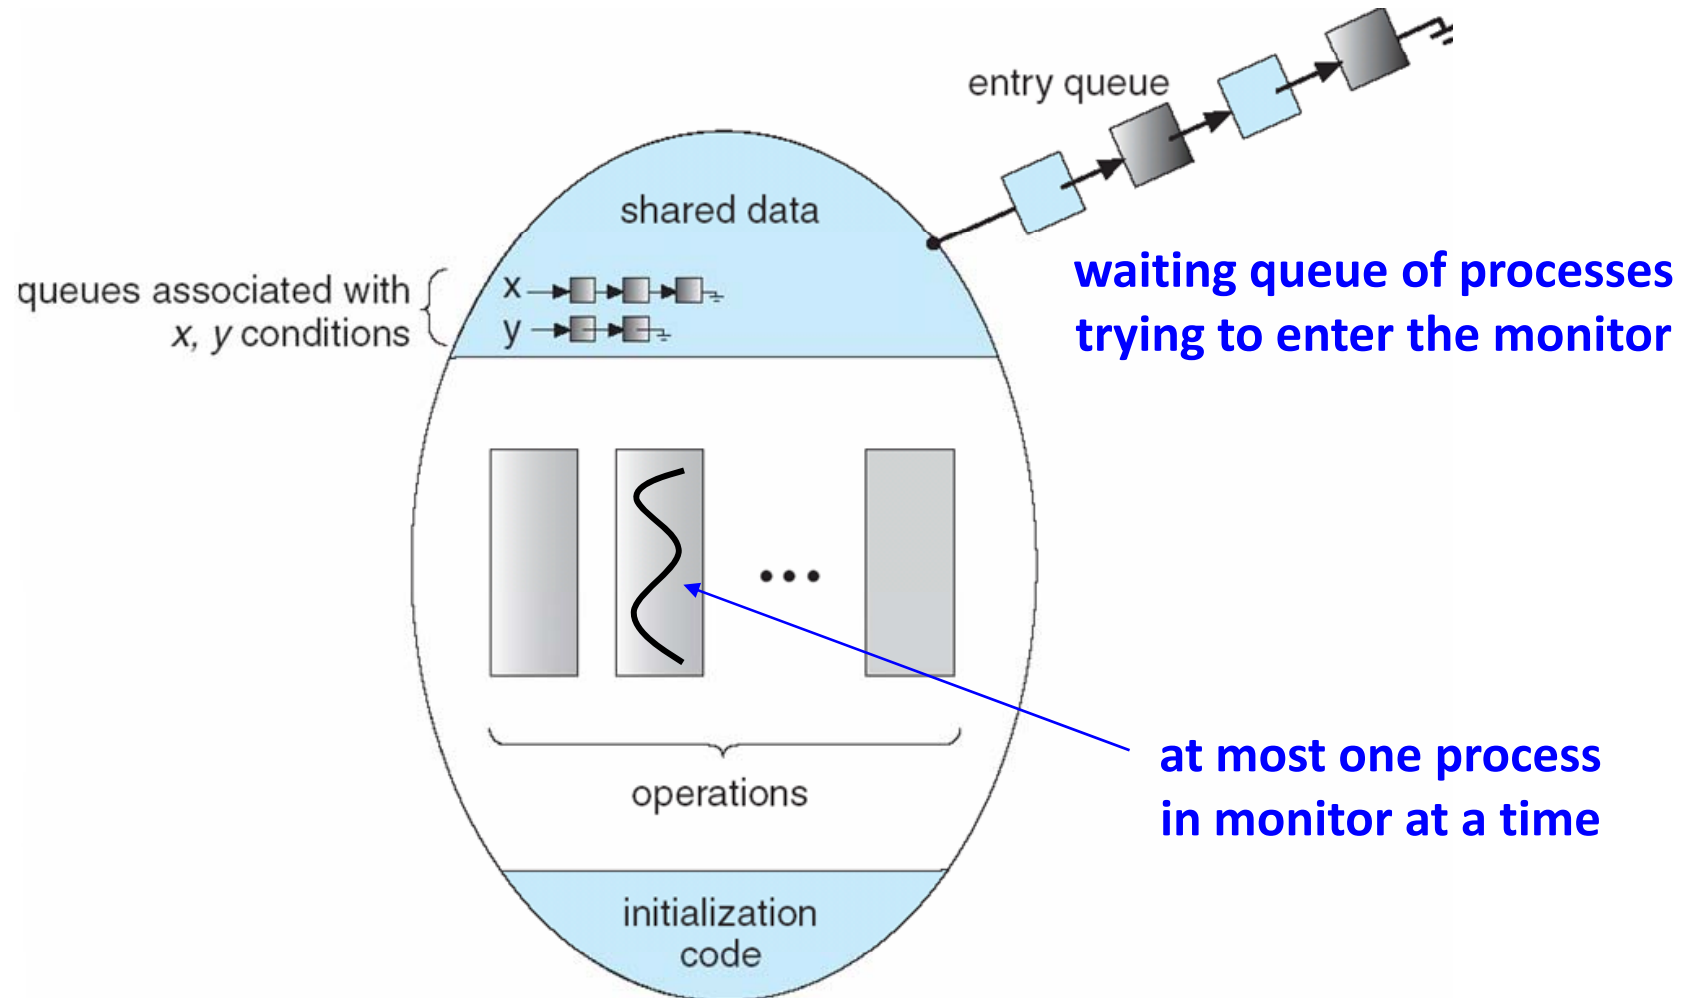 entry queue
shared data
queues associated with
x, y conditions
x
y
waiting queue of processes
trying to enter the monitor
operations
at most one process
in monitor at a time
initialization
code